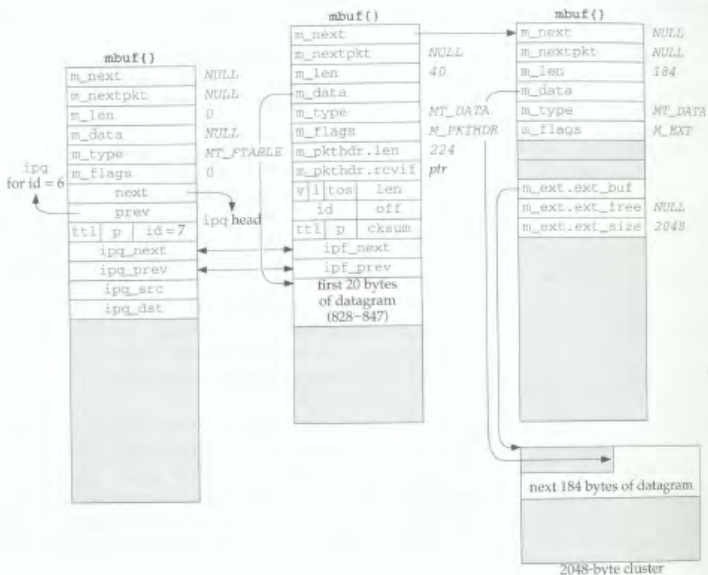 mbuf{}
m_next NULL
m_nextpkt NULL
m_len 0
m_data NULL
m_type MT_FTABLE
m_flags 0
next
prev
ttl p id=7
ipq_next
ipq_prev
ipq_src
ipq_dst
ipq
for id = 6
ipq head
mbuf{}
m_next
m_nextpkt NULL
m_len 40
m_data
m_type MT_DATA
m_flags M_PKTHDR
m_pkthdr.len 224
m_pkthdr.rcvif ptr
v l tos len
id off
ttl p cksum
ipf_next
ipf_prev
first 20 bytes
of datagram
(828–847)
mbuf{}
m_next NULL
m_nextpkt NULL
m_len 184
m_data
m_type MT_DATA
m_flags M_EXT
m_ext.ext_buf
m_ext.ext_free NULL
m_ext.ext_size 2048
next 184 bytes of datagram
2048-byte cluster